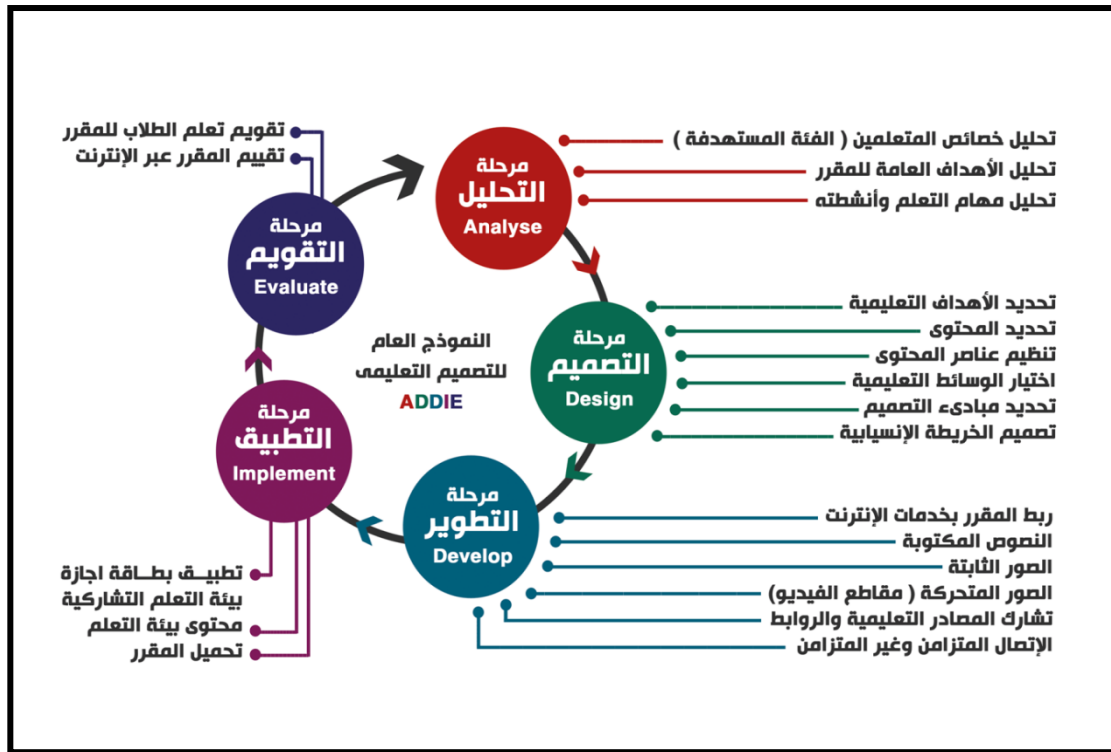 مرحلة
التحليل
Analyse
تحليل خصائص المتعلمين ( الفئة المستهدفة )
تحليل الأهداف العامة للمقرر
تحليل مهام التعلم وأنشطته
مرحلة
التصميم
Design
تحديد الأهداف التعليمية
تحديد المحتوى
تنظيم عناصر المحتوى
اختيار الوسائط التعليمية
تحديد مبادىء التصميم
تصميم الخريطة الإنسيابية
مرحلة
التطوير
Develop
ربط المقرر بخدمات الإنترنت
النصوص المكتوبة
الصور الثابتة
الصور المتحركة ( مقاطع الفيديو)
تشارك المصادر التعليمية والروابط
الإتصال المتزامن وغير المتزامن
مرحلة
التطبيق
Implement
تطبيــق بطــاقة اجازة
بيئة التعلم التشاركية
محتوى بيئة التعلم
تحميل المقرر
مرحلة
التقويم
Evaluate
تقويم تعلم الطلاب للمقرر
تقييم المقرر عبر الإنترنت
النموذج العام
للتصميم التعليمى
ADDIE